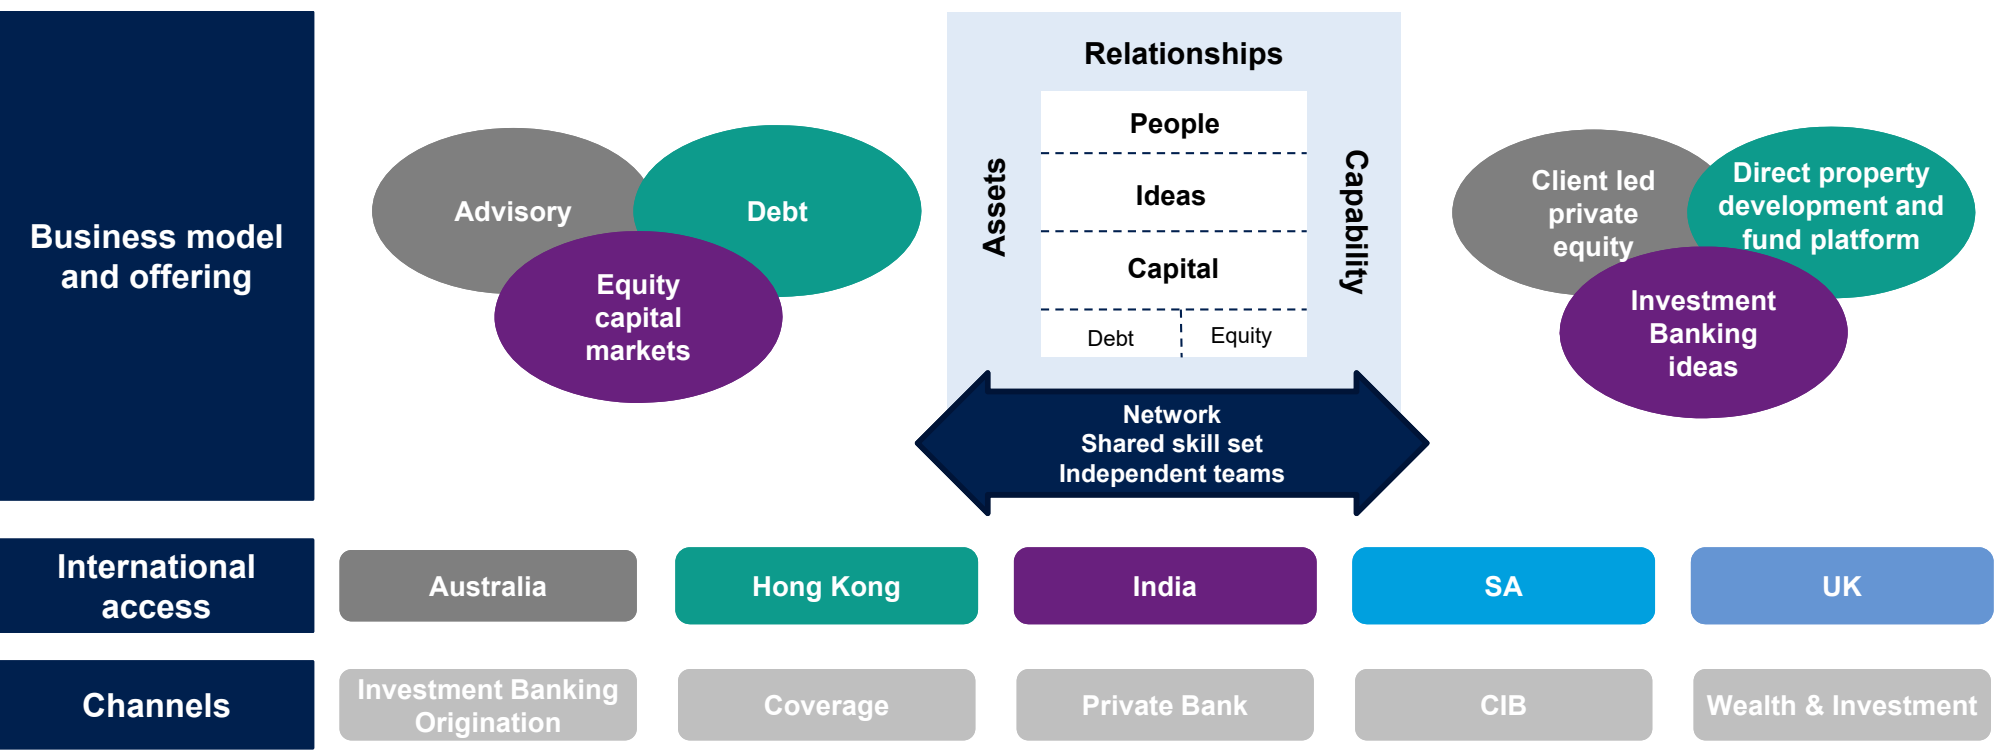 Business model
and offering
Advisory
Debt
Equity
capital
markets
Relationships
Assets
People
Ideas
Capital
Debt
Equity
Capability
Network
Shared skill set
Independent teams
Client led
private
equity
Direct property
development and
fund platform
Investment
Banking
ideas
International
access
Australia
Hong Kong
India
SA
UK
Channels
Investment Banking
Origination
Coverage
Private Bank
CIB
Wealth & Investment